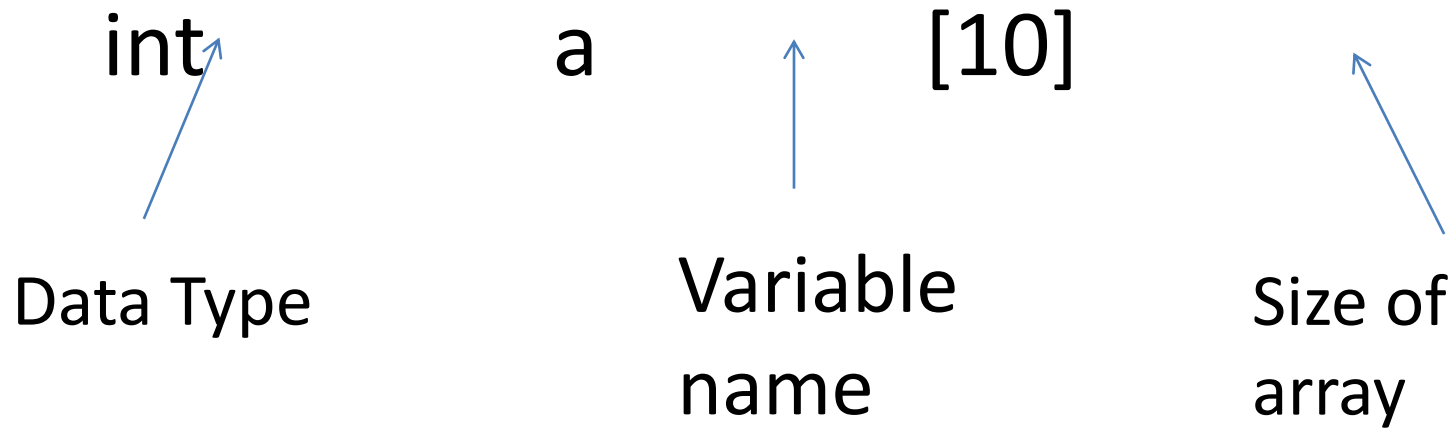 int a [10]
Data Type
Variable
name
Size of
array